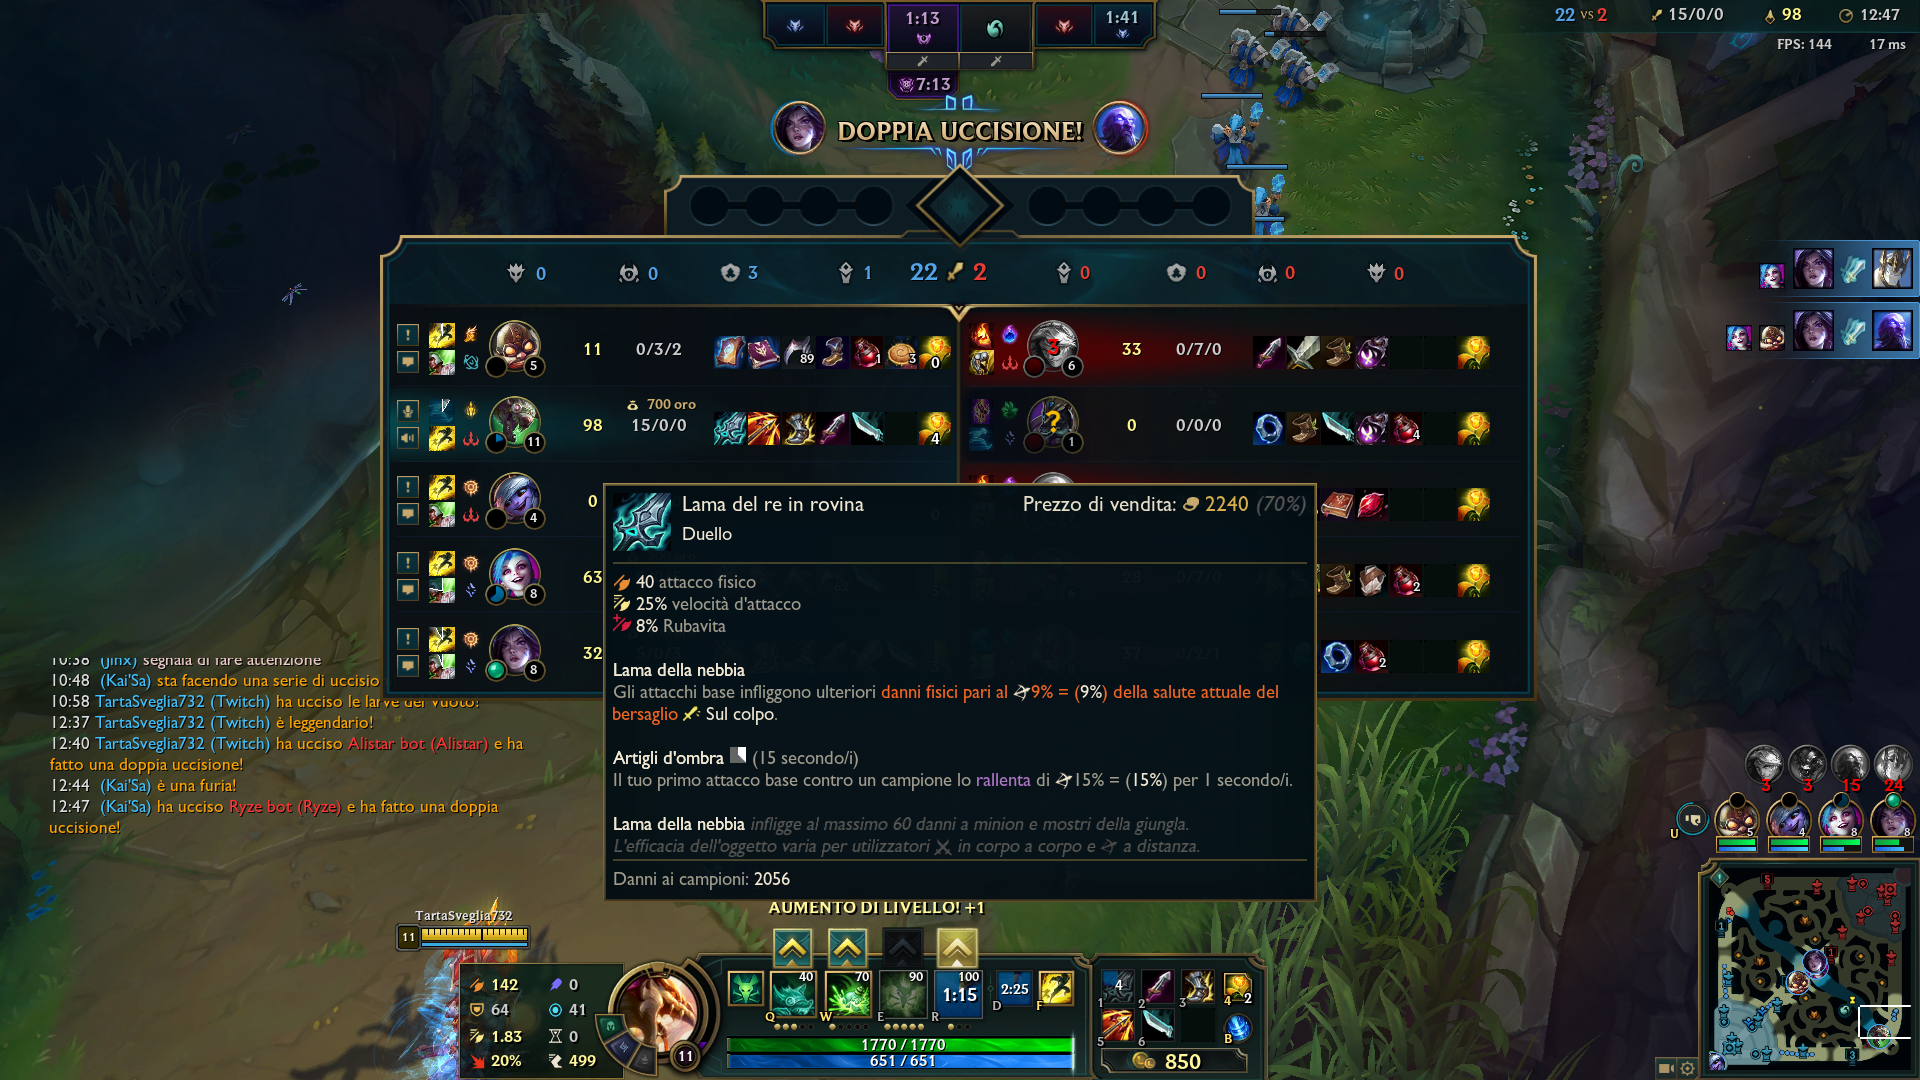 1:13
1:41
22 vs 2
15/0/0
98
12:47
FPS: 144
17 ms
7:13
DOPPIA UCCISIONE!
0
0
3
1
22
2
0
0
0
0
5
11
0/3/2
89
1
3
0
3
6
33
0/7/0
11
98
700 oro
15/0/0
4
?
1
0
0/0/0
4
4
0
8
63
2
8
32
2
Lama del re in rovina
Prezzo di vendita: 2240 (70%)
Duello
40 attacco fisico
25% velocità d'attacco
8% Rubavita
Lama della nebbia
Gli attacchi base infliggono ulteriori danni fisici pari al 9% = (9%) della salute attuale del
bersaglio Sul colpo.
Artigli d'ombra (15 secondo/i)
Il tuo primo attacco base contro un campione lo rallenta di 15% = (15%) per 1 secondo/i.
Lama della nebbia infligge al massimo 60 danni a minion e mostri della giungla.
L'efficacia dell'oggetto varia per utilizzatori in corpo a corpo e a distanza.
Danni ai campioni: 2056
10:38 (Jinx) segnala di fare attenzione
10:48 (Kai'Sa) sta facendo una serie di uccisio
10:58 TartaSveglia732 (Twitch) ha ucciso le larve del Vuoto!
12:37 TartaSveglia732 (Twitch) è leggendario!
12:40 TartaSveglia732 (Twitch) ha ucciso Alistar bot (Alistar) e ha
fatto una doppia uccisione!
12:44 (Kai'Sa) è una furia!
12:47 (Kai'Sa) ha ucciso Ryze bot (Ryze) e ha fatto una doppia
uccisione!
3
3
15
24
U
5
4
8
8
AUMENTO DI LIVELLO! +1
TartaSveglia732
11
142
0
64
41
1.83
0
20%
499
11
40
70
90
100
1:15
2:25
Q
W
E
R
D
F
1770 / 1770
651 / 651
4
1
2
3
4
2
5
6
B
850